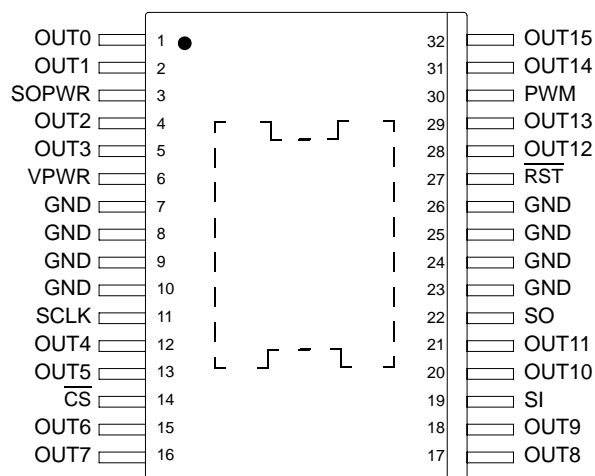 OUT0 1 32 OUT15
OUT1 2 31 OUT14
SOPWR 3 30 PWM
OUT2 4 29 OUT13
OUT3 5 28 OUT12
VPWR 6 27 RST
GND 7 26 GND
GND 8 25 GND
GND 9 24 GND
GND 10 23 GND
SCLK 11 22 SO
OUT4 12 21 OUT11
OUT5 13 20 OUT10
CS 14 19 SI
OUT6 15 18 OUT9
OUT7 16 17 OUT8